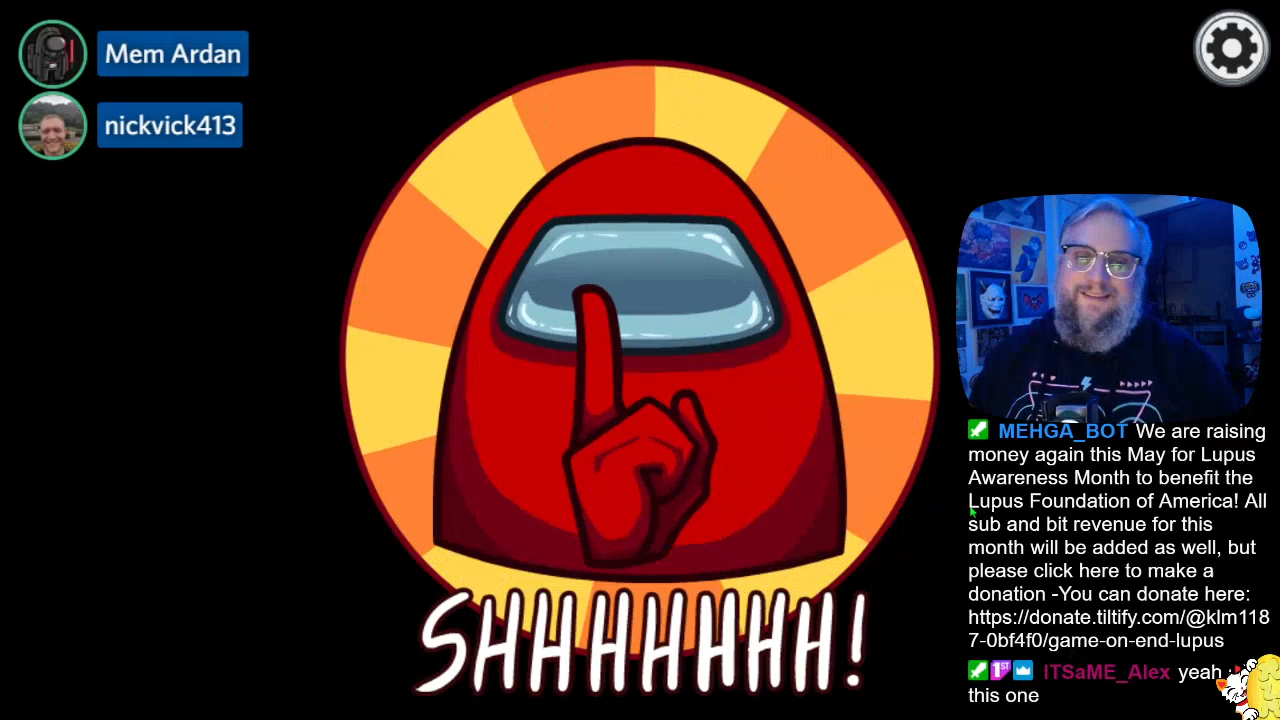 Mem Ardan
nickvick413
SHHHHHHH!
MEHGA_BOT We are raising
money again this May for Lupus
Awareness Month to benefit the
Lupus Foundation of America! All
sub and bit revenue for this
month will be added as well, but
please click here to make a
donation -You can donate here:
https://donate.tiltify.com/@klm118
7-0bf4f0/game-on-end-lupus
1ST ITSaME_Alex yeah
this one